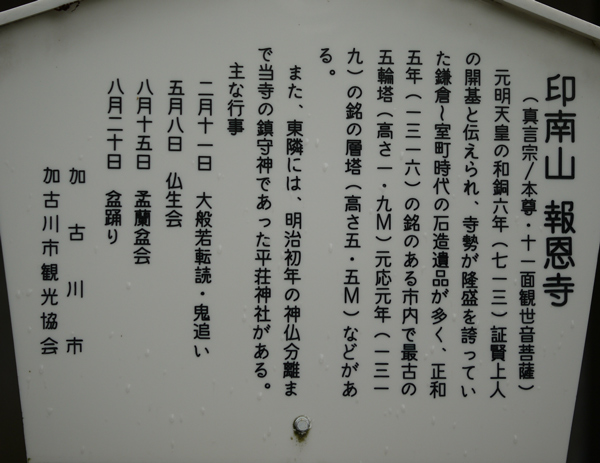 印南山 報恩寺
（真言宗/本尊・十一面観世音菩薩）
元明天皇の和銅六年（七一三）証賢上人
の開基と伝えられ、寺勢が隆盛を誇ってい
た鎌倉〜室町時代の石造遺品が多く、正和
五年（一三一六）の銘のある市内で最古の
五輪塔（高さ一・九M）元応元年（一三一
九）の銘の層塔（高さ五・五M）などがあ
る。
また、東隣には、明治初年の神仏分離ま
で当寺の鎮守神であった平荘神社がある。
主な行事
二月十一日 大般若転読・鬼追い
五月八日 仏生会
八月十五日 盂蘭盆会
八月二十日 盆踊り
加古川市
加古川市観光協会